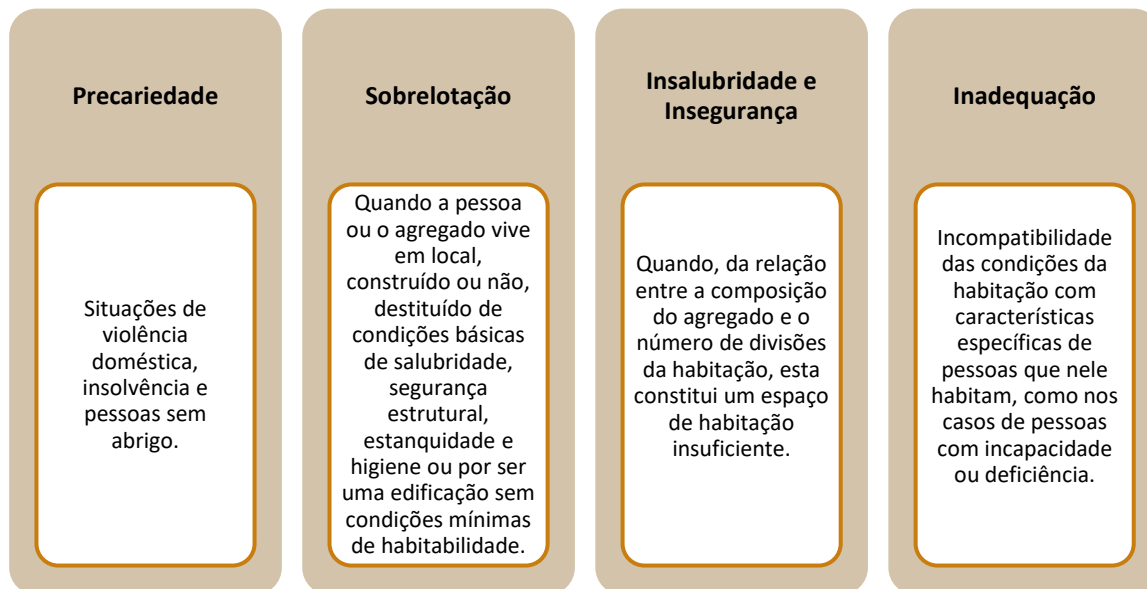 Precariedade
Situações de
violência
doméstica,
insolvência e
pessoas sem
abrigo.
Sobrelotação
Quando a pessoa
ou o agregado vive
em local,
construído ou não,
destituído de
condições básicas
de salubridade,
segurança
estrutural,
estanquidade e
higiene ou por ser
uma edificação sem
condições mínimas
de habitabilidade.
Insalubridade e
Insegurança
Quando, da relação
entre a composição
do agregado e o
número de divisões
da habitação, esta
constitui um espaço
de habitação
insuficiente.
Inadequação
Incompatibilidade
das condições da
habitação com
características
específicas de
pessoas que nele
habitam, como nos
casos de pessoas
com incapacidade
ou deficiência.